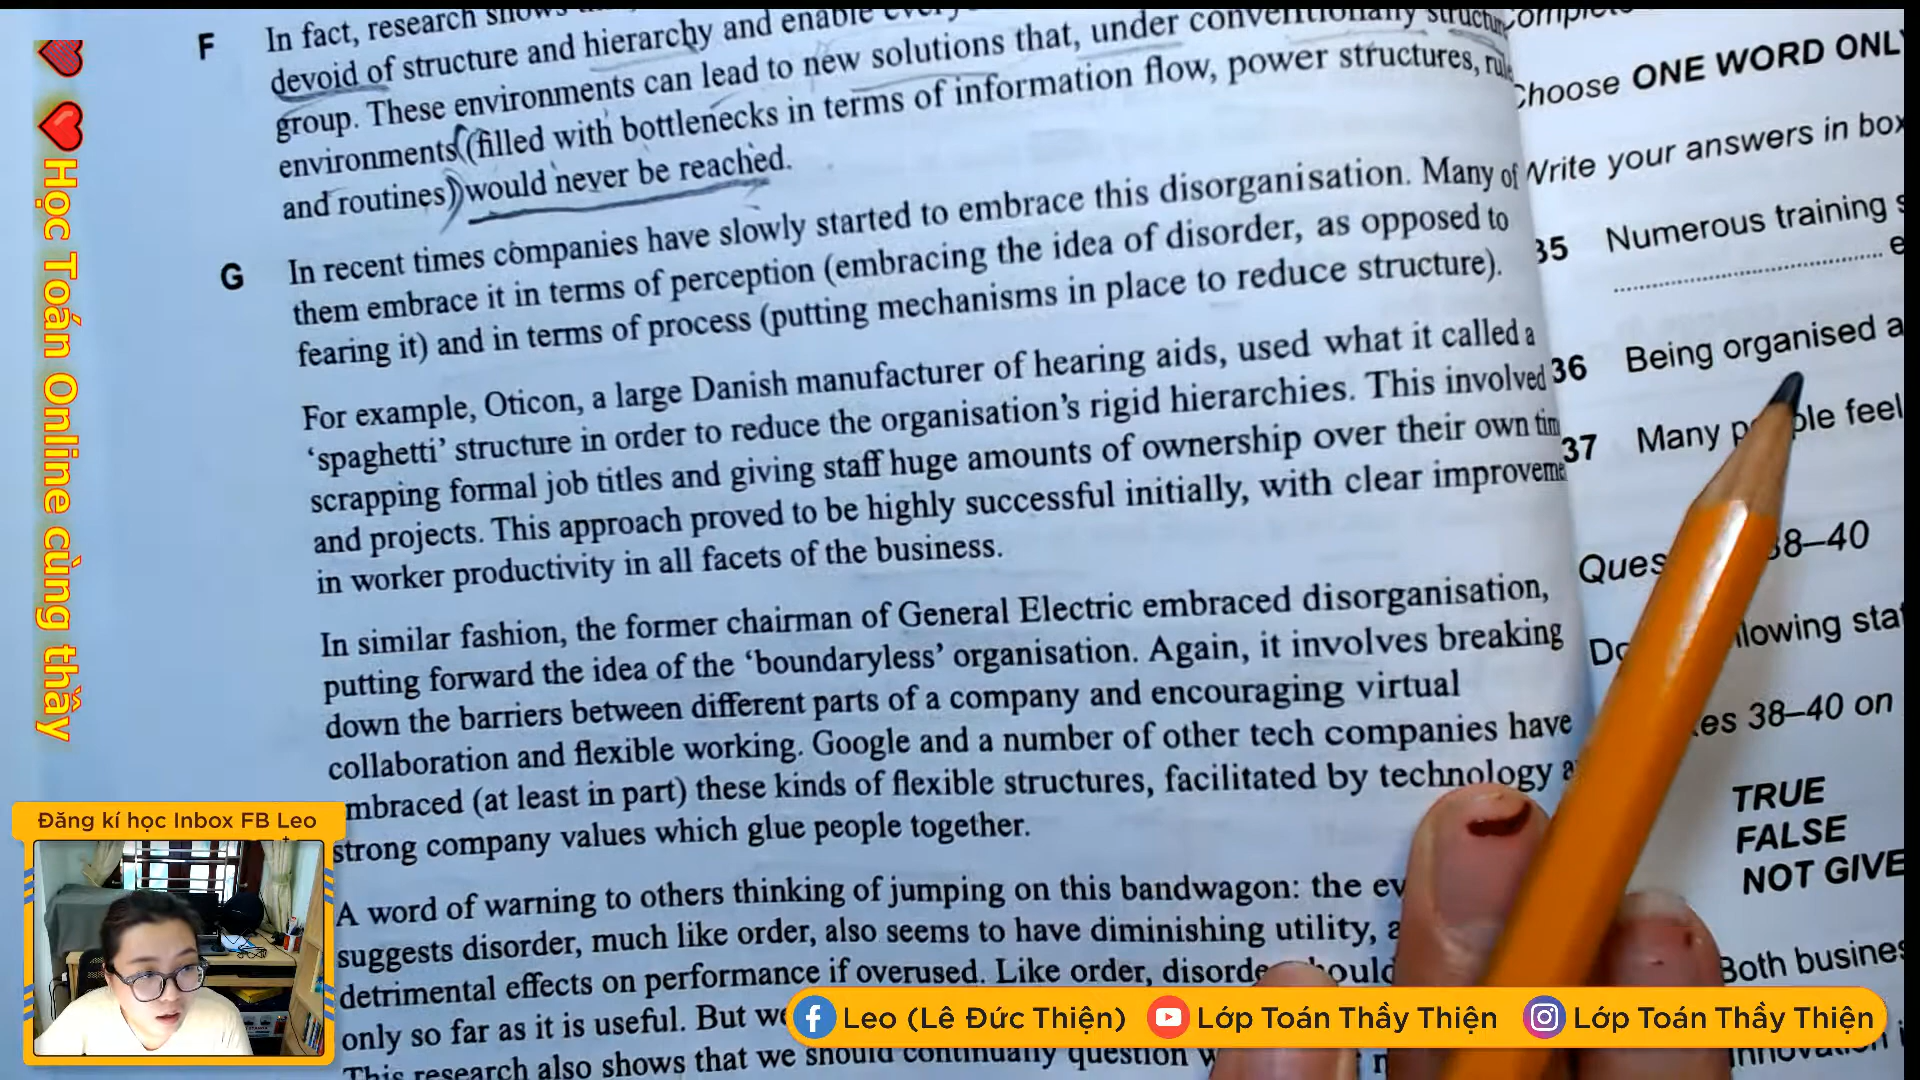 F In fact, research shows
devoid of structure and hierarchy and enable
group. These environments can lead to new solutions that, under conventionally structure
environments (filled with bottlenecks in terms of information flow, power structures, rule
and routines) would never be reached.
G In recent times companies have slowly started to embrace this disorganisation. Many of
them embrace it in terms of perception (embracing the idea of disorder, as opposed to
fearing it) and in terms of process (putting mechanisms in place to reduce structure).
For example, Oticon, a large Danish manufacturer of hearing aids, used what it called a
‘spaghetti’ structure in order to reduce the organisation’s rigid hierarchies. This involved
scrapping formal job titles and giving staff huge amounts of ownership over their own tim
and projects. This approach proved to be highly successful initially, with clear improveme
in worker productivity in all facets of the business.
In similar fashion, the former chairman of General Electric embraced disorganisation,
putting forward the idea of the ‘boundaryless’ organisation. Again, it involves breaking
down the barriers between different parts of a company and encouraging virtual
collaboration and flexible working. Google and a number of other tech companies have
mbraced (at least in part) these kinds of flexible structures, facilitated by technology a
strong company values which glue people together.
A word of warning to others thinking of jumping on this bandwagon: the ev
suggests disorder, much like order, also seems to have diminishing utility, a
detrimental effects on performance if overused. Like order, disorde hould
only so far as it is useful. But we
This research also shows that we should continually question w
Choose ONE WORD ONLY
Write your answers in box
35 Numerous training s
.......... e
36 Being organised a
37 Many people feel
Ques 38–40
Do llowing sta
es 38–40 on
TRUE
FALSE
NOT GIVE
Both busines
Innovation i
Học Toán Online cùng thầy
Đăng kí học Inbox FB Leo
Leo (Lê Đức Thiện) Lớp Toán Thầy Thiện Lớp Toán Thầy Thiện